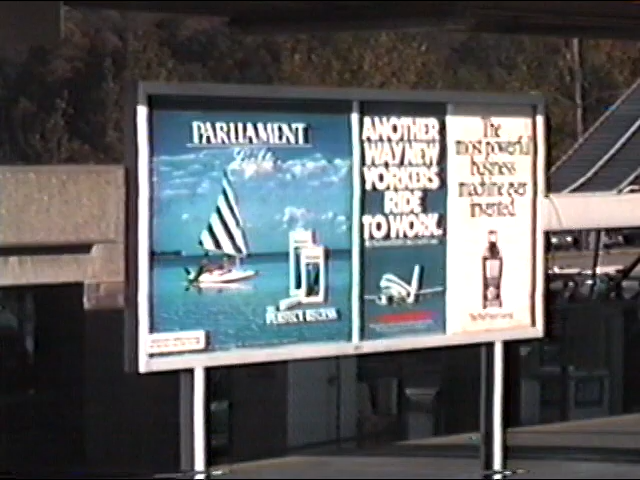 PARLIAMENT
Lights
PERFECT RECESS
ANOTHER
WAY NEW
YORKERS
RIDE
TO WORK.
The
most powerful
business
machine ever
invented.